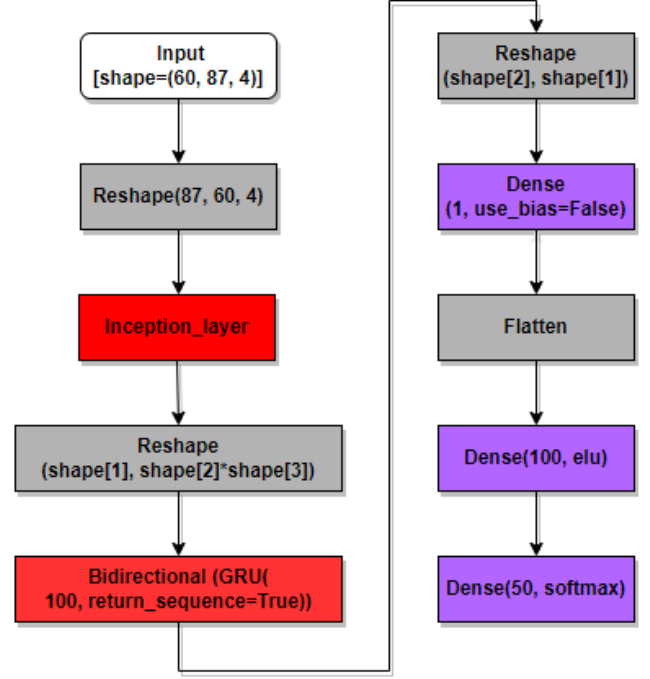 Input
[shape=(60, 87, 4)]
Reshape(87, 60, 4)
Inception_layer
Reshape
(shape[1], shape[2]*shape[3])
Bidirectional (GRU(
100, return_sequence=True))
Reshape
(shape[2], shape[1])
Dense
(1, use_bias=False)
Flatten
Dense(100, elu)
Dense(50, softmax)